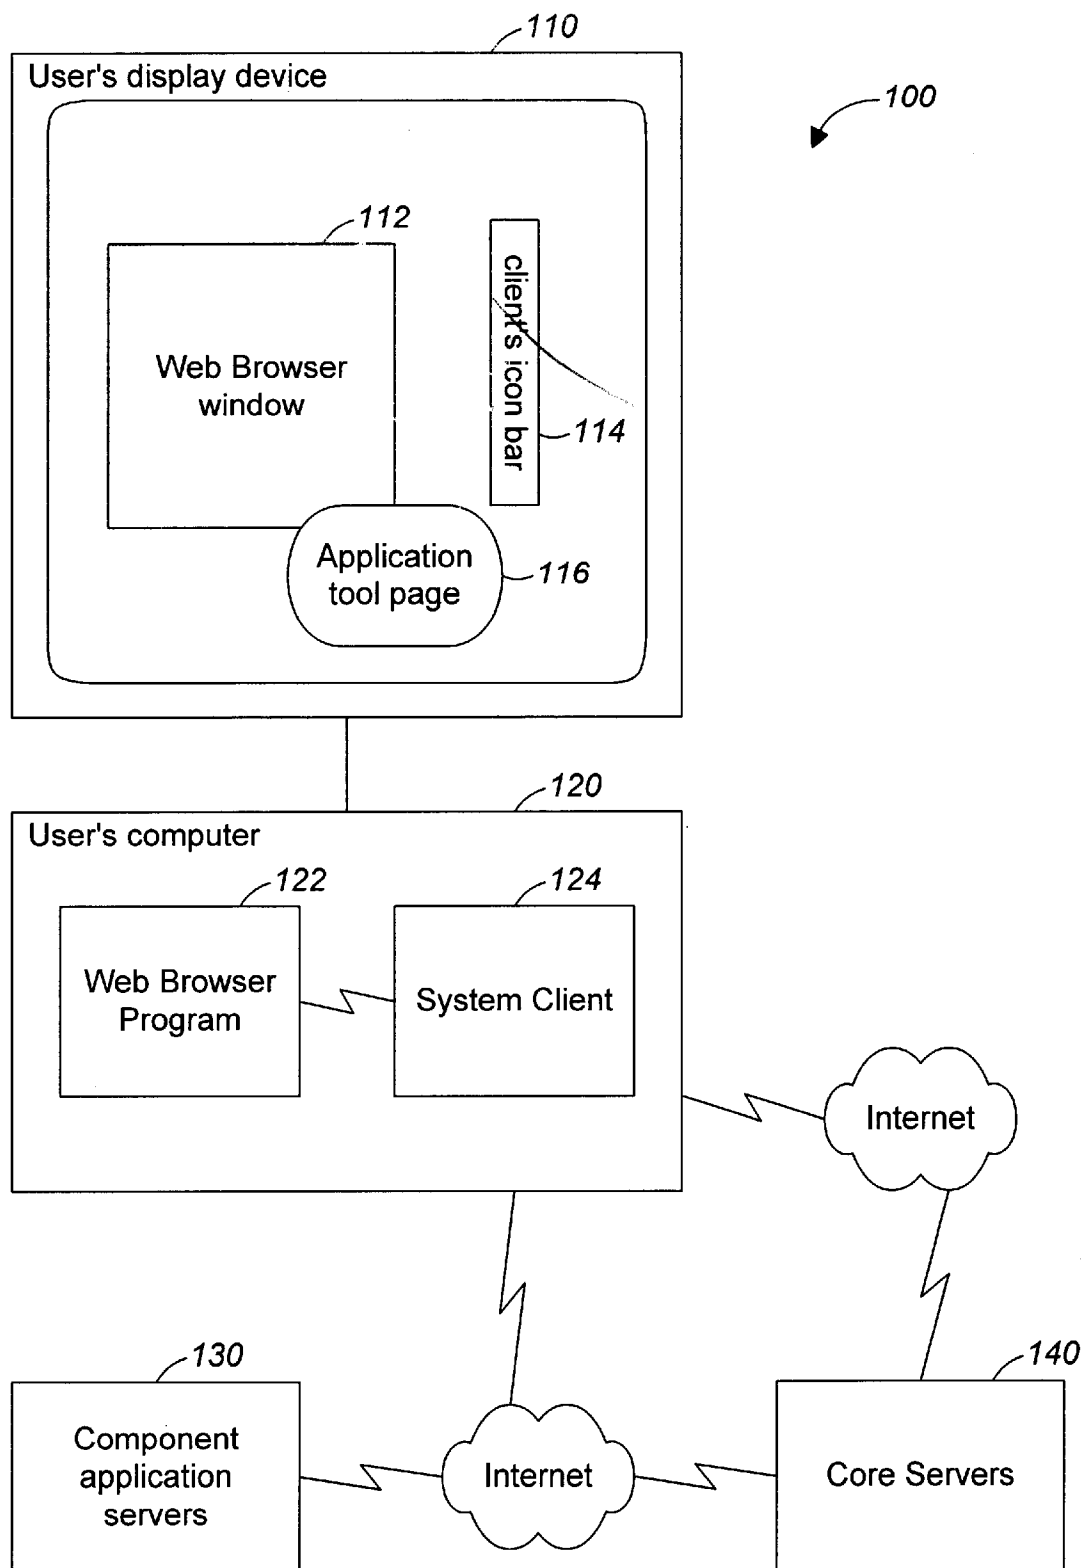 110
User's display device
100
112
Web Browser
window
client's icon bar
114
Application
tool page
116
120
User's computer
122
124
Web Browser
Program
System Client
Internet
130
140
Component
application
servers
Internet
Core Servers